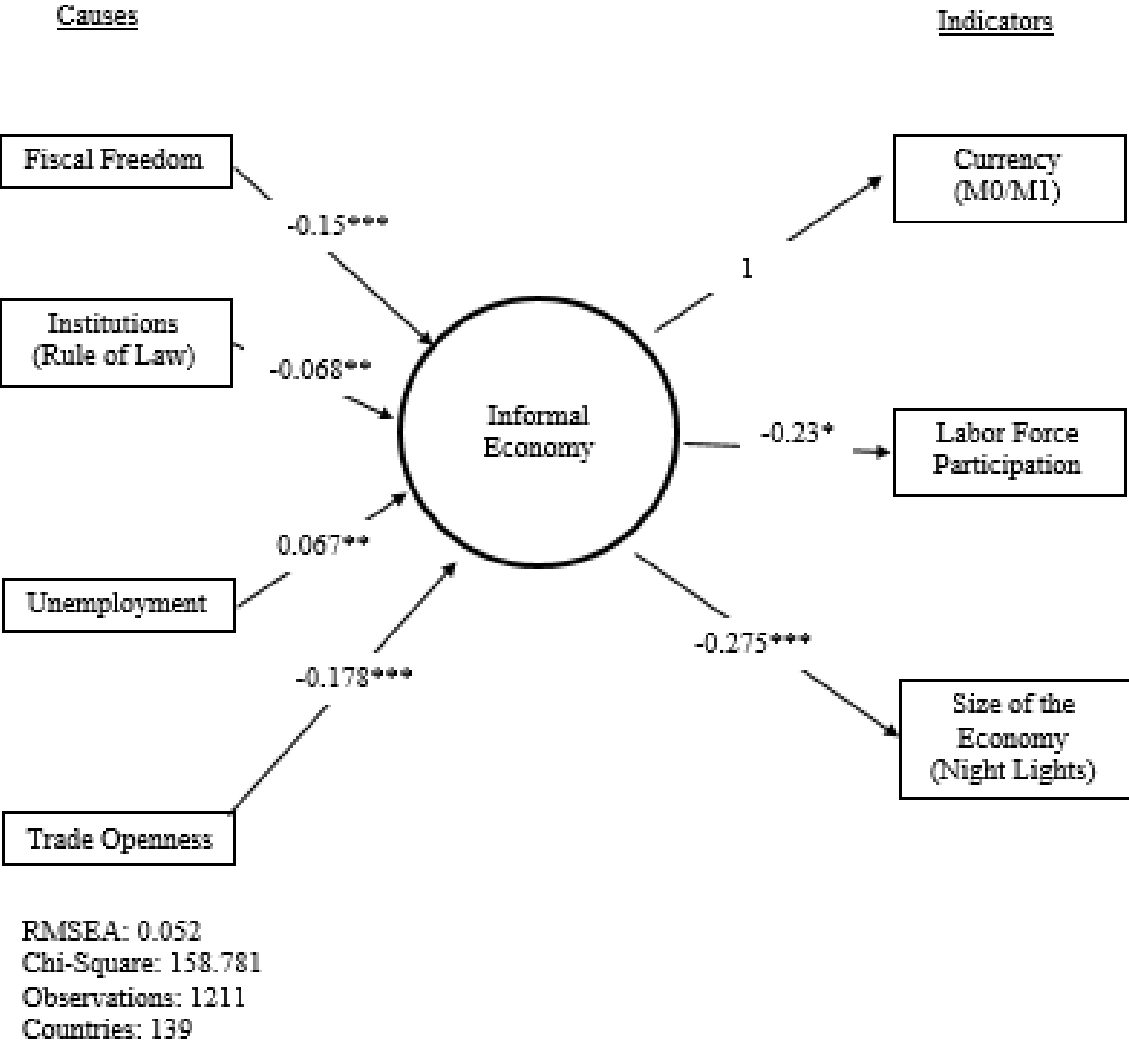 Causes
Indicators
Fiscal Freedom
Currency
(M0/M1)
-0.15***
1
Institutions
(Rule of Law)
-0.068**
Informal
Economy
-0.23*
Labor Force
Participation
0.067**
Unemployment
-0.275***
-0.178***
Size of the
Economy
(Night Lights)
Trade Openness
RMSEA: 0.052
Chi-Square: 158.781
Observations: 1211
Countries: 139